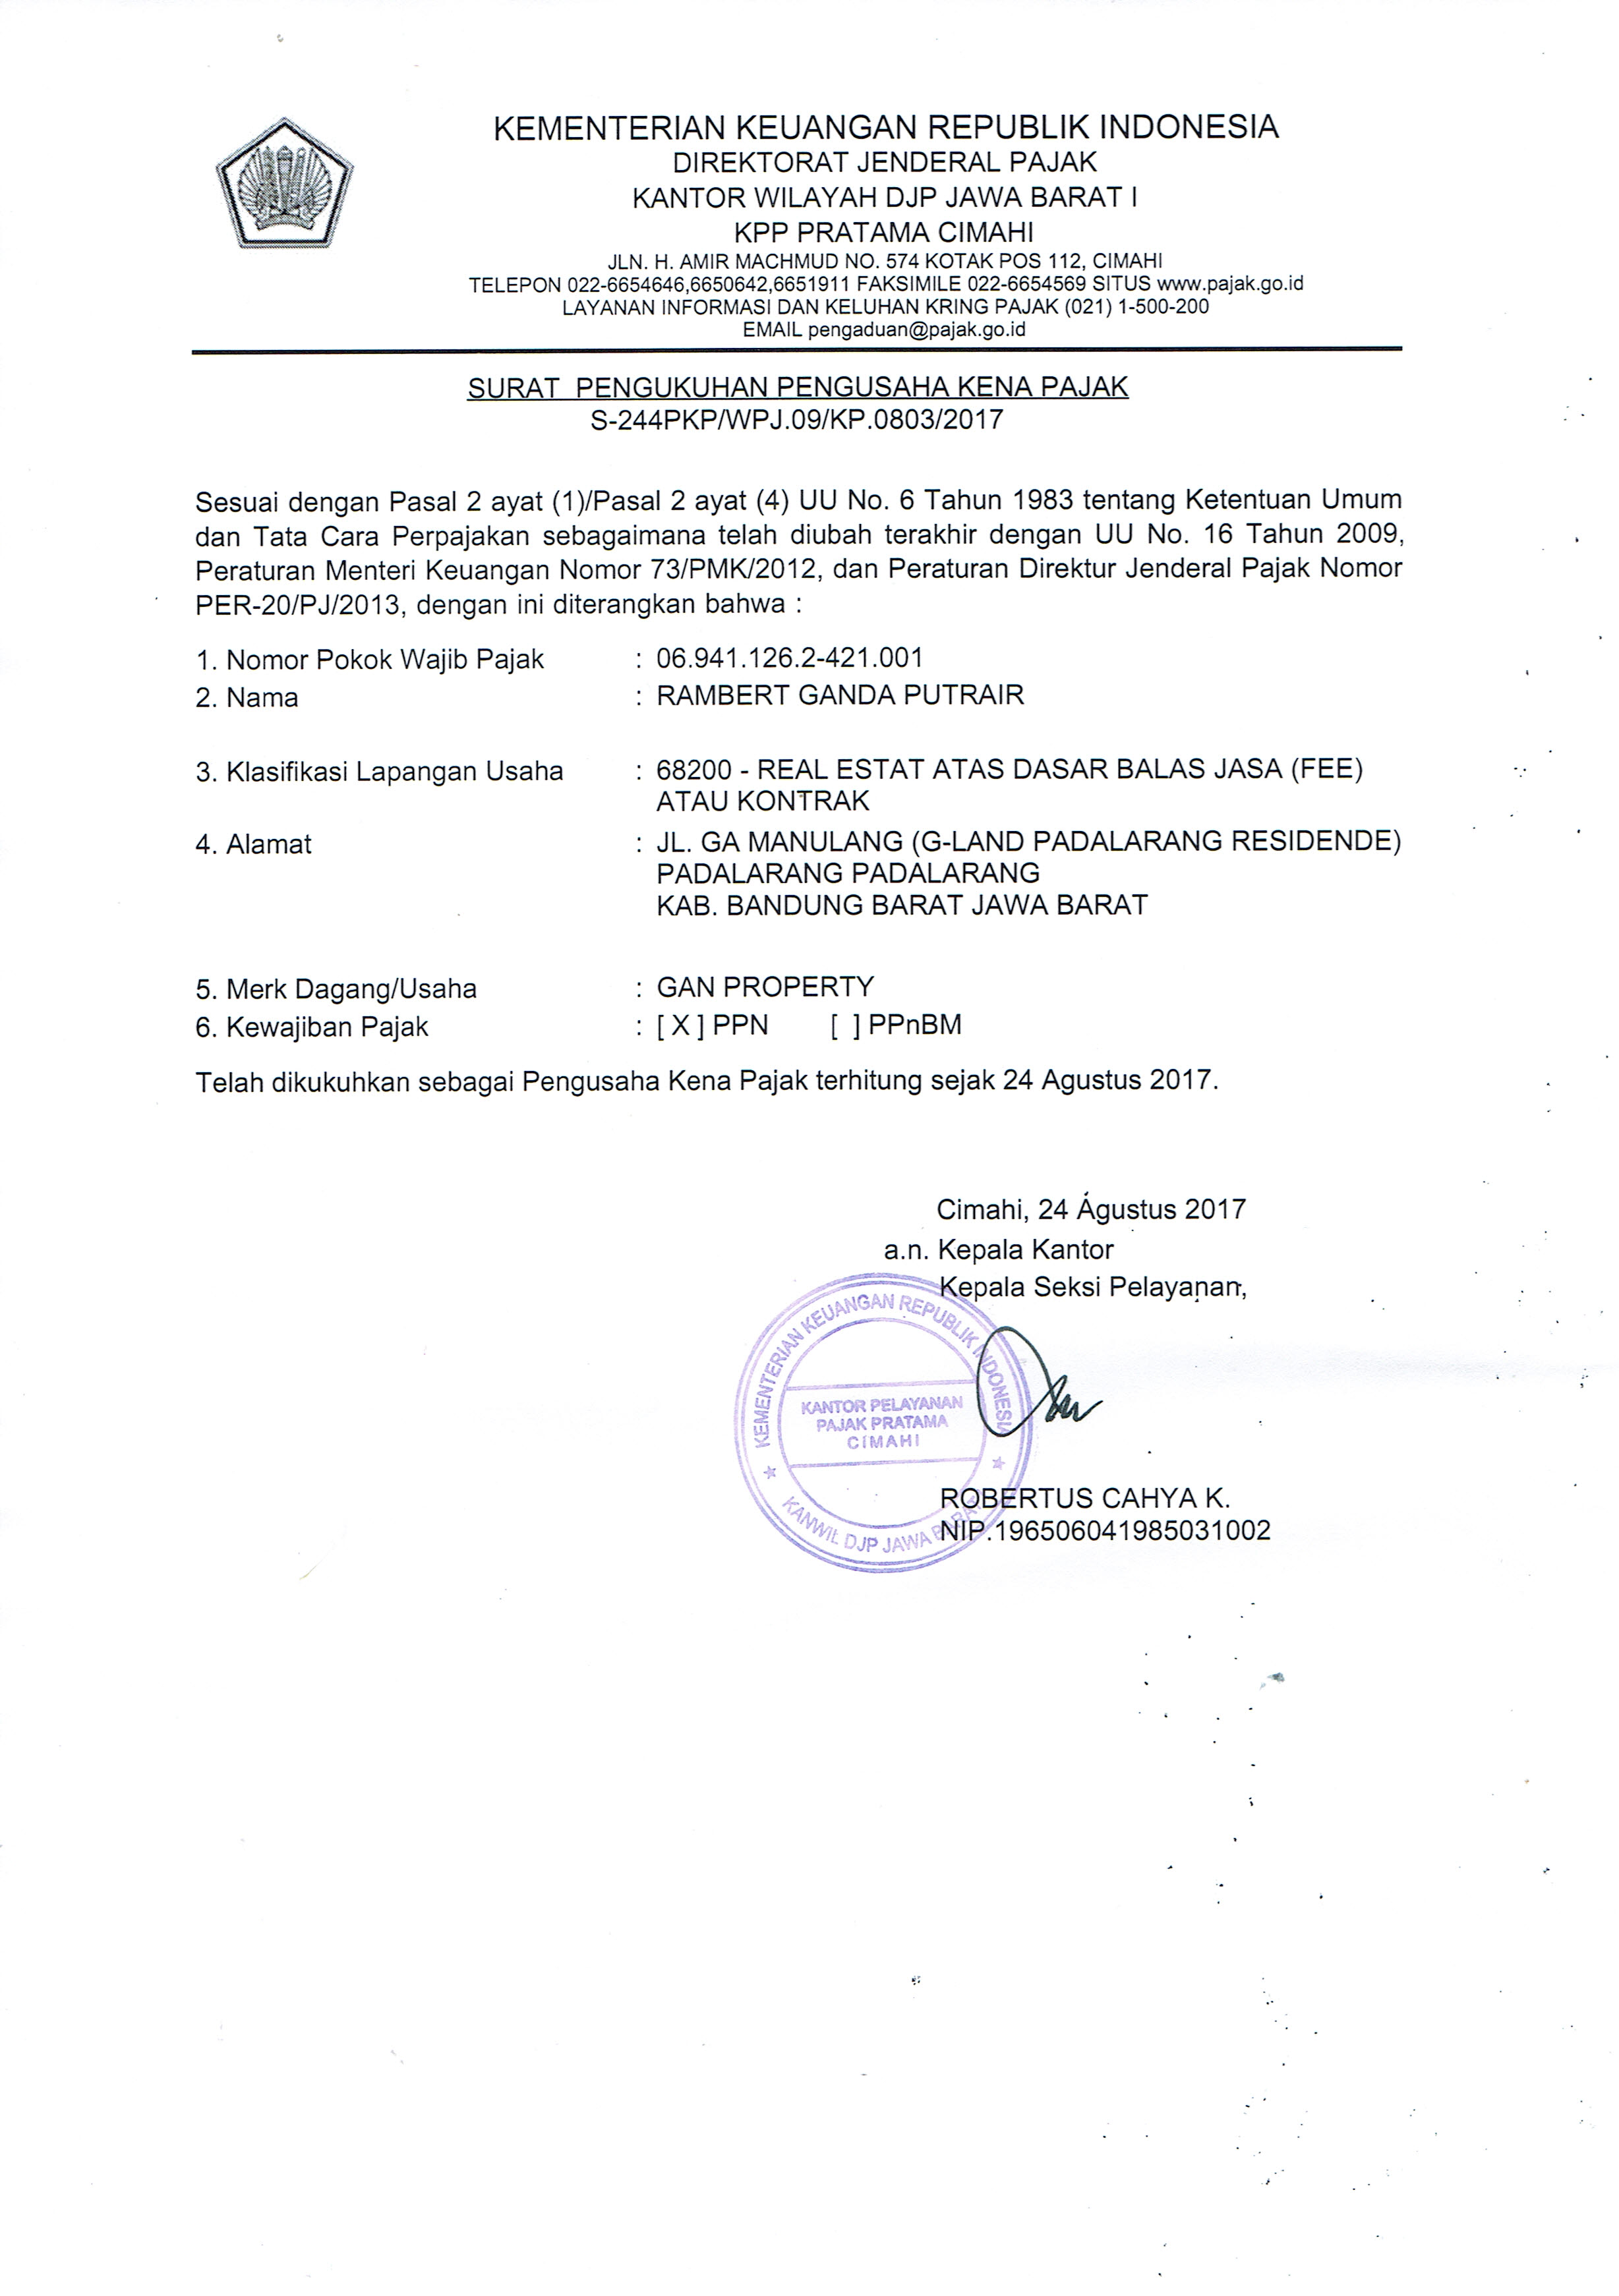 KEMENTERIAN KEUANGAN REPUBLIK INDONESIA
DIREKTORAT JENDERAL PAJAK
KANTOR WILAYAH DJP JAWA BARAT I
KPP PRATAMA CIMAHI
JLN. H. AMIR MACHMUD NO. 574 KOTAK POS 112, CIMAHI
TELEPON 022-6654646,6650642,6651911 FAKSIMILE 022-6654569 SITUS www.pajak.go.id
LAYANAN INFORMASI DAN KELUHAN KRING PAJAK (021) 1-500-200
EMAIL pengaduan@pajak.go.id
SURAT PENGUKUHAN PENGUSAHA KENA PAJAK
S-244PKP/WPJ.09/KP.0803/2017
Sesuai dengan Pasal 2 ayat (1)/Pasal 2 ayat (4) UU No. 6 Tahun 1983 tentang Ketentuan Umum
dan Tata Cara Perpajakan sebagaimana telah diubah terakhir dengan UU No. 16 Tahun 2009,
Peraturan Menteri Keuangan Nomor 73/PMK/2012, dan Peraturan Direktur Jenderal Pajak Nomor
PER-20/PJ/2013, dengan ini diterangkan bahwa :
1. Nomor Pokok Wajib Pajak : 06.941.126.2-421.001
2. Nama : RAMBERT GANDA PUTRAIR
3. Klasifikasi Lapangan Usaha : 68200 - REAL ESTAT ATAS DASAR BALAS JASA (FEE)
ATAU KONTRAK
4. Alamat : JL. GA MANULANG (G-LAND PADALARANG RESIDENDE)
PADALARANG PADALARANG
KAB. BANDUNG BARAT JAWA BARAT
5. Merk Dagang/Usaha : GAN PROPERTY
6. Kewajiban Pajak : [ X ] PPN [ ] PPnBM
Telah dikukuhkan sebagai Pengusaha Kena Pajak terhitung sejak 24 Agustus 2017.
Cimahi, 24 Agustus 2017
a.n. Kepala Kantor
Kepala Seksi Pelayanan,
KEMENTERIAN KEUANGAN REPUBLIK INDONESIA
KANTOR PELAYANAN
PAJAK PRATAMA
CIMAHI
KANWIL DJP JAWA BARAT
ROBERTUS CAHYA K.
NIP.196506041985031002